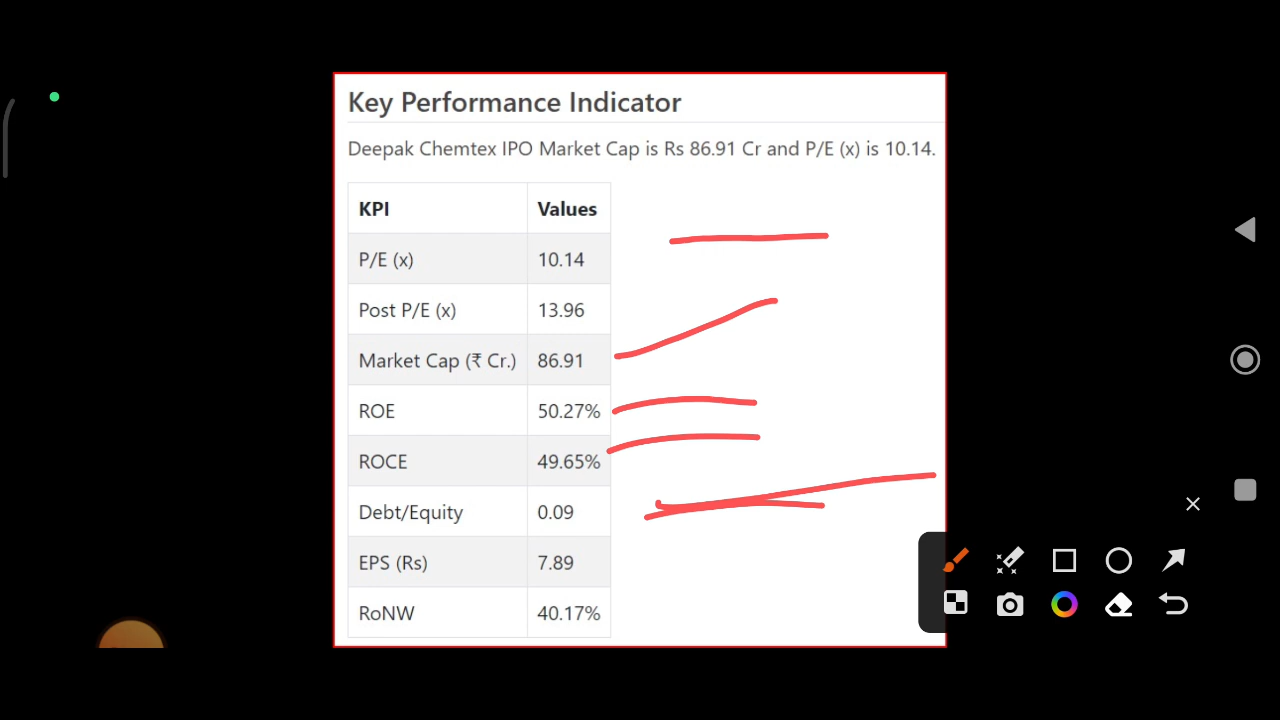 Key Performance Indicator
Deepak Chemtex IPO Market Cap is Rs 86.91 Cr and P/E (x) is 10.14.
KPI Values
P/E (x) 10.14
Post P/E (x) 13.96
Market Cap (₹ Cr.) 86.91
ROE 50.27%
ROCE 49.65%
Debt/Equity 0.09
EPS (Rs) 7.89
RoNW 40.17%